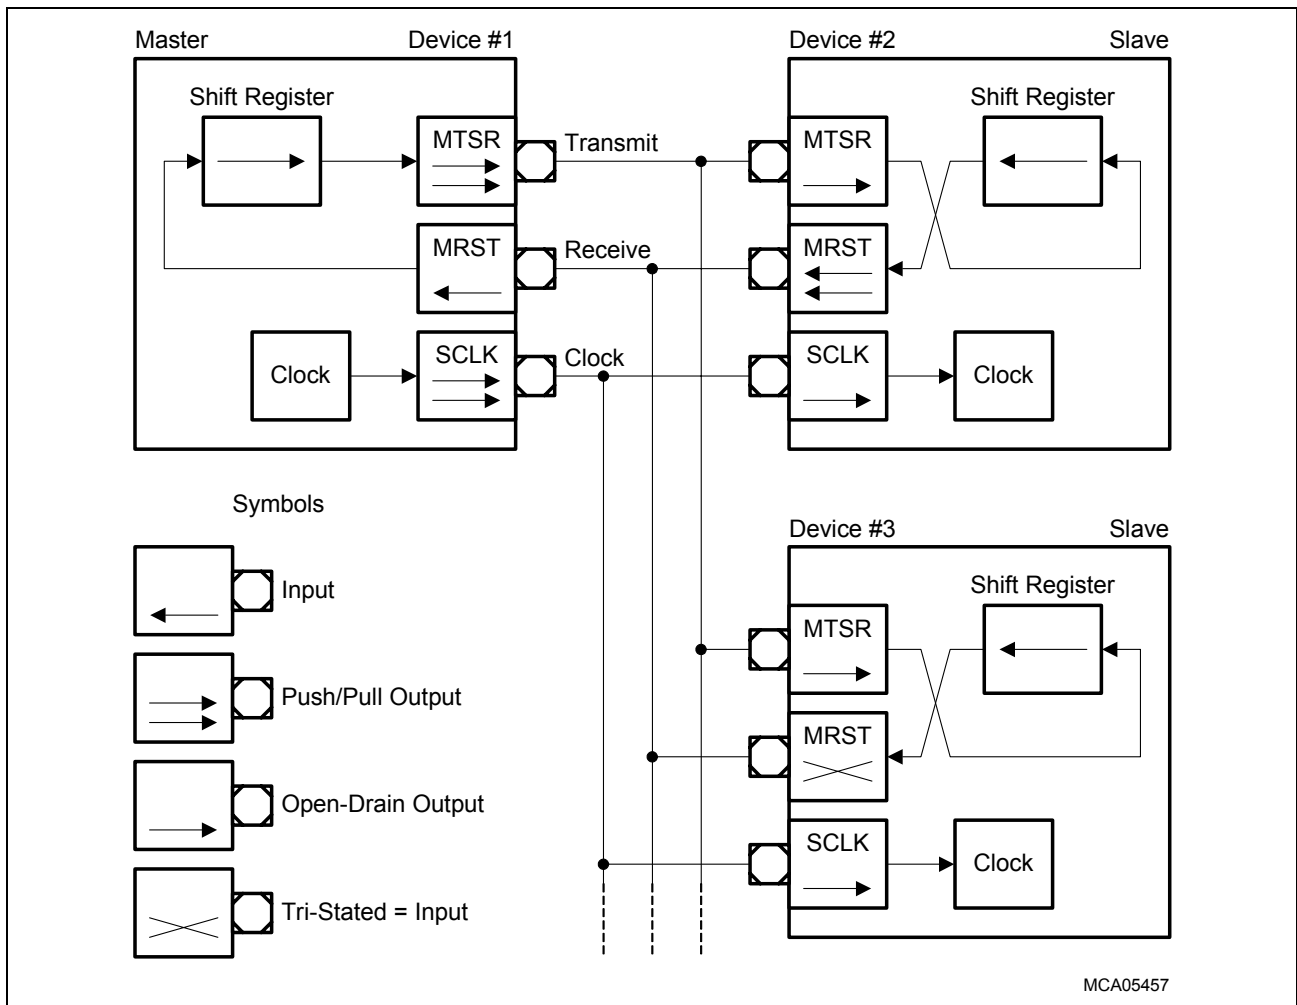 Master Device #1
Shift Register
MTSR
Transmit
MRST
Receive
Clock
SCLK
Clock
Device #2 Slave
MTSR
Shift Register
MRST
SCLK
Clock
Symbols
Input
Push/Pull Output
Open-Drain Output
Tri-Stated = Input
Device #3 Slave
Shift Register
MTSR
MRST
SCLK
Clock
MCA05457